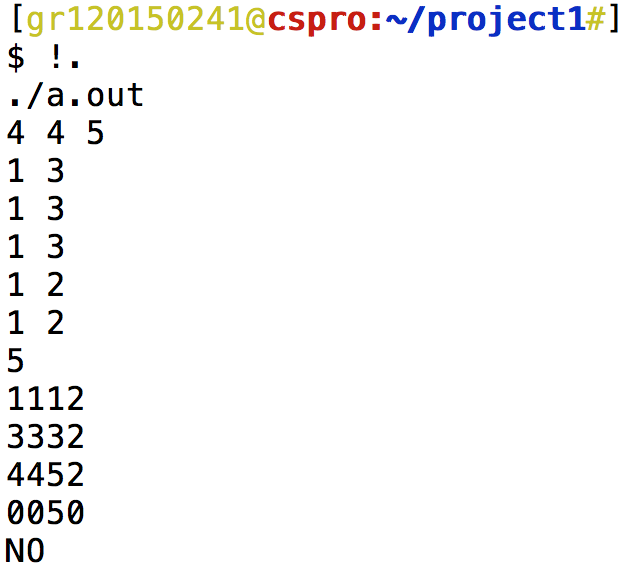 [gr120150241@cspro:~/project1#]
$ !.
./a.out
4 4 5
1 3
1 3
1 3
1 2
1 2
5
1112
3332
4452
0050
NO